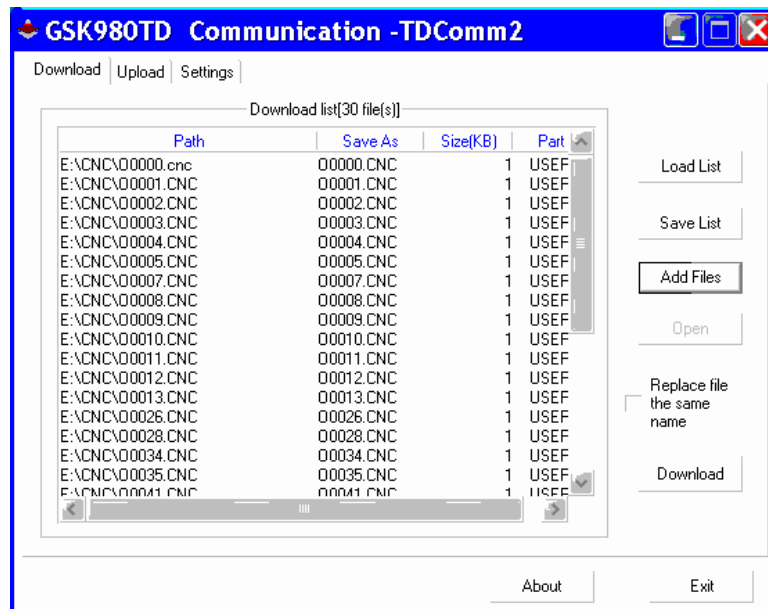 GSK980TD Communication -TDComm2
Download Upload Settings
Download list[30 file(s)]
Path Save As Size(KB) Part
E:\CNC\O0000.cnc O0000.CNC 1 USEF
E:\CNC\O0001.CNC O0001.CNC 1 USEF
E:\CNC\O0002.CNC O0002.CNC 1 USEF
E:\CNC\O0003.CNC O0003.CNC 1 USEF
E:\CNC\O0004.CNC O0004.CNC 1 USEF
E:\CNC\O0005.CNC O0005.CNC 1 USEF
E:\CNC\O0007.CNC O0007.CNC 1 USEF
E:\CNC\O0008.CNC O0008.CNC 1 USEF
E:\CNC\O0009.CNC O0009.CNC 1 USEF
E:\CNC\O0010.CNC O0010.CNC 1 USEF
E:\CNC\O0011.CNC O0011.CNC 1 USEF
E:\CNC\O0012.CNC O0012.CNC 1 USEF
E:\CNC\O0013.CNC O0013.CNC 1 USEF
E:\CNC\O0026.CNC O0026.CNC 1 USEF
E:\CNC\O0028.CNC O0028.CNC 1 USEF
E:\CNC\O0034.CNC O0034.CNC 1 USEF
E:\CNC\O0035.CNC O0035.CNC 1 USEF
E:\CNC\O0041.CNC O0041.CNC 1 USEF
Load List
Save List
Add Files
Open
Replace file
the same
name
Download
About Exit